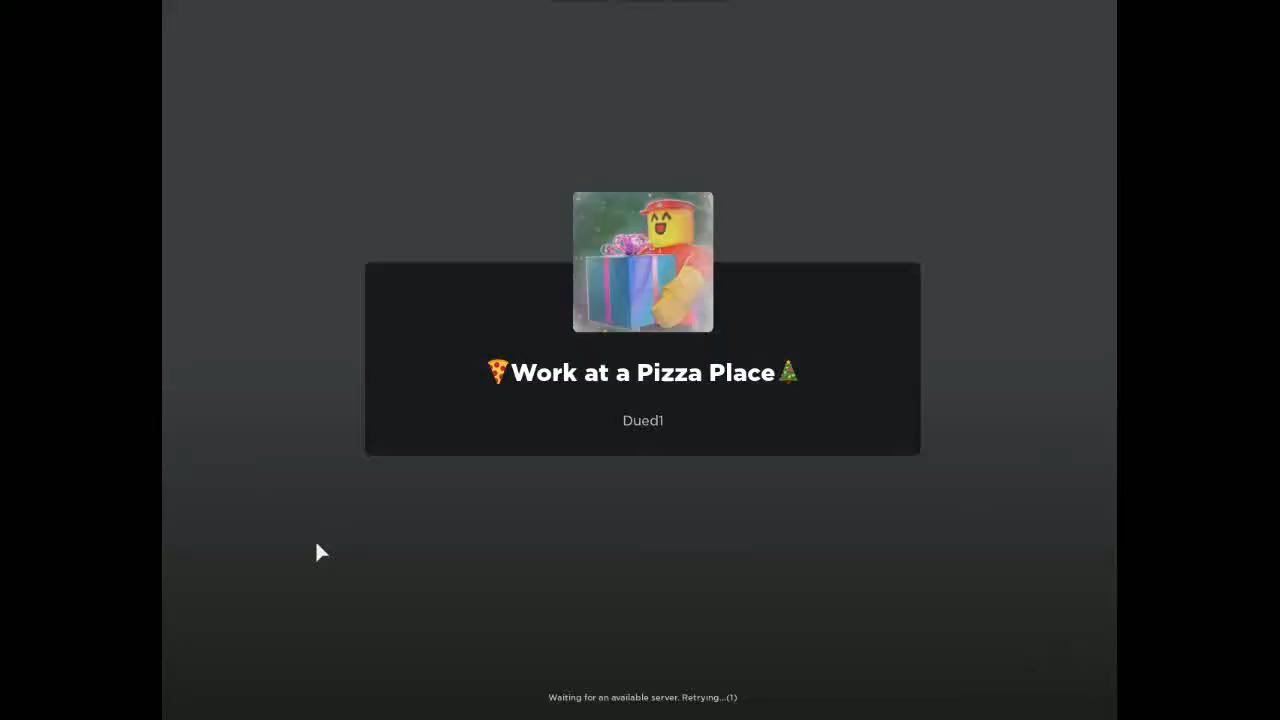 🍕Work at a Pizza Place🎄
Dued1
Waiting for an available server. Retrying...(1)